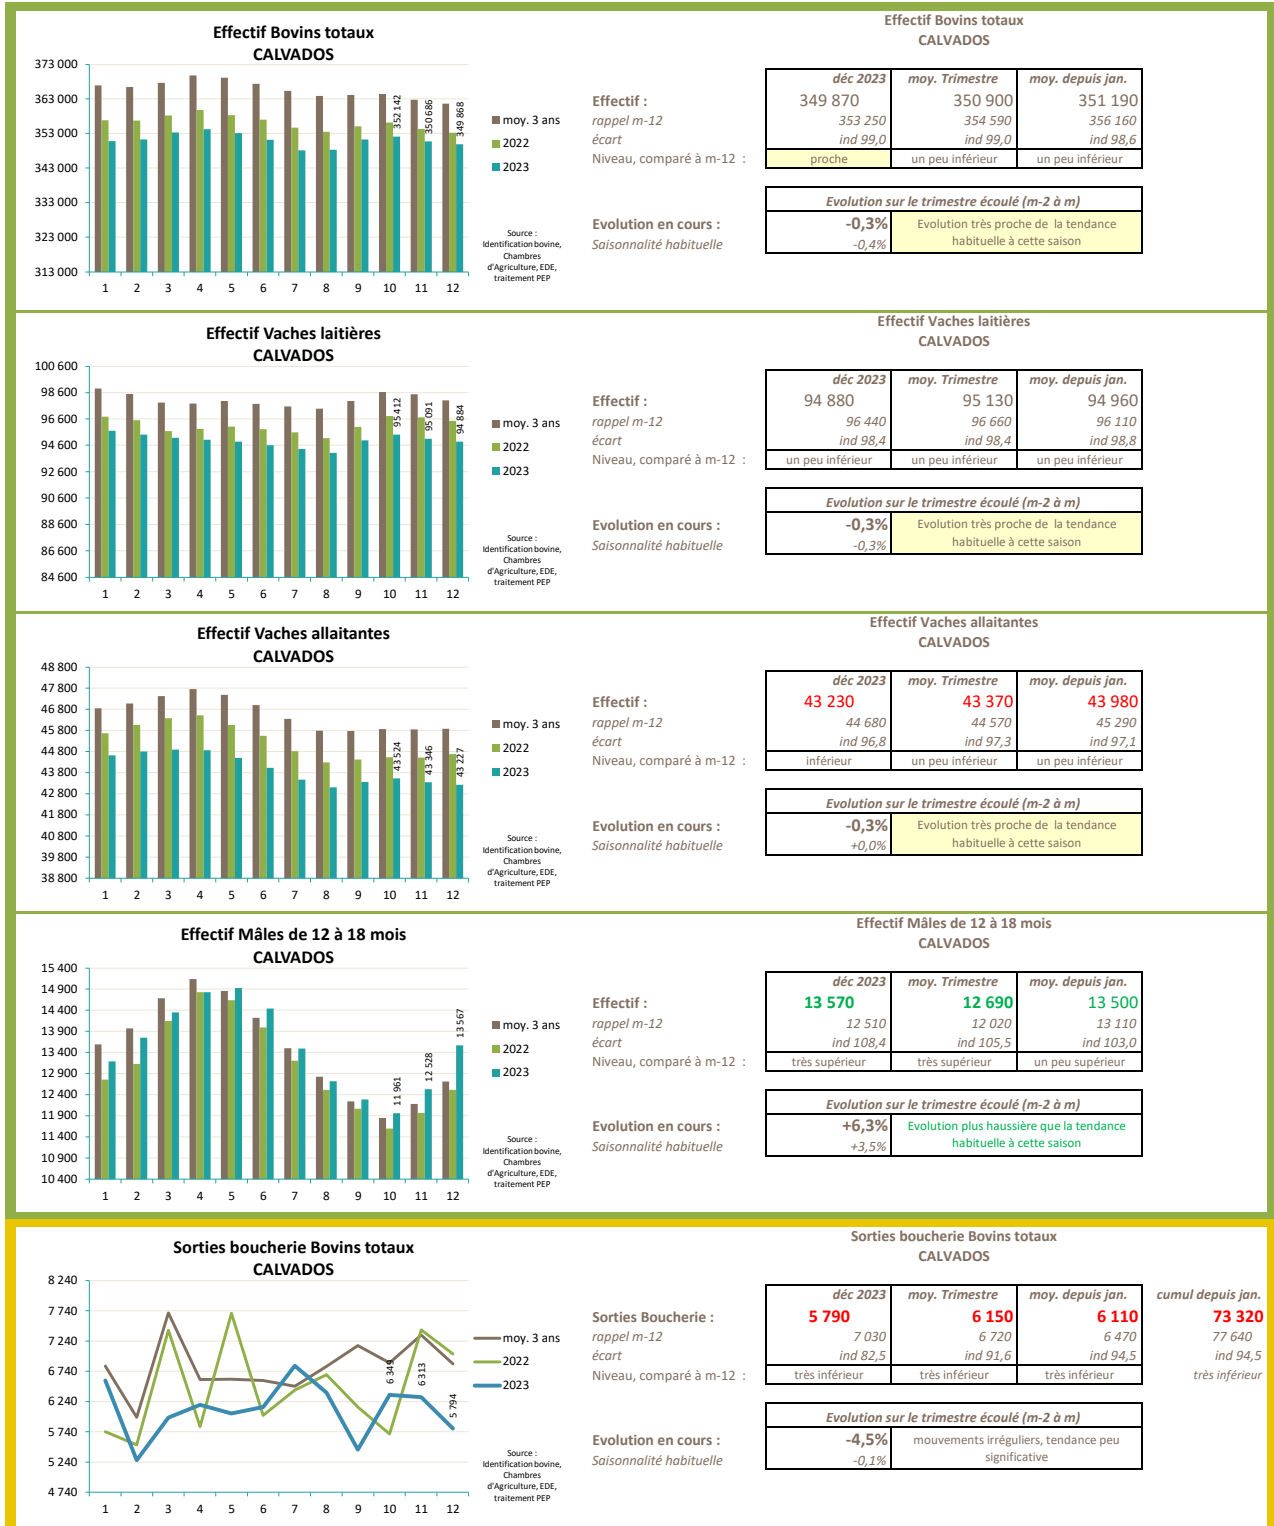 Effectif Bovins totaux
CALVADOS
373 000
363 000
353 000
343 000
333 000
323 000
313 000
1 2 3 4 5 6 7 8 9 10 11 12
352 142
350 686
349 868
moy. 3 ans
2022
2023
Source :
Identification bovine,
Chambres
d'Agriculture, EDE,
traitement PEP
Effectif Bovins totaux
CALVADOS
déc 2023 moy. Trimestre moy. depuis jan.
Effectif : 349 870 350 900 351 190
rappel m-12 353 250 354 590 356 160
écart ind 99,0 ind 99,0 ind 98,6
Niveau, comparé à m-12 : proche un peu inférieur un peu inférieur
Evolution sur le trimestre écoulé (m-2 à m)
Evolution en cours : -0,3% Evolution très proche de la tendance
Saisonnalité habituelle -0,4% habituelle à cette saison
Effectif Vaches laitières
CALVADOS
100 600
98 600
96 600
94 600
92 600
90 600
88 600
86 600
84 600
1 2 3 4 5 6 7 8 9 10 11 12
95 412
95 091
94 884
moy. 3 ans
2022
2023
Source :
Identification bovine,
Chambres
d'Agriculture, EDE,
traitement PEP
Effectif Vaches laitières
CALVADOS
déc 2023 moy. Trimestre moy. depuis jan.
Effectif : 94 880 95 130 94 960
rappel m-12 96 440 96 660 96 110
écart ind 98,4 ind 98,4 ind 98,8
Niveau, comparé à m-12 : un peu inférieur un peu inférieur un peu inférieur
Evolution sur le trimestre écoulé (m-2 à m)
Evolution en cours : -0,3% Evolution très proche de la tendance
Saisonnalité habituelle -0,3% habituelle à cette saison
Effectif Vaches allaitantes
CALVADOS
48 800
47 800
46 800
45 800
44 800
43 800
42 800
41 800
40 800
39 800
38 800
1 2 3 4 5 6 7 8 9 10 11 12
43 524
43 346
43 227
moy. 3 ans
2022
2023
Source :
Identification bovine,
Chambres
d'Agriculture, EDE,
traitement PEP
Effectif Vaches allaitantes
CALVADOS
déc 2023 moy. Trimestre moy. depuis jan.
Effectif : 43 230 43 370 43 980
rappel m-12 44 680 44 570 45 290
écart ind 96,8 ind 97,3 ind 97,1
Niveau, comparé à m-12 : inférieur un peu inférieur un peu inférieur
Evolution sur le trimestre écoulé (m-2 à m)
Evolution en cours : -0,3% Evolution très proche de la tendance
Saisonnalité habituelle +0,0% habituelle à cette saison
Effectif Mâles de 12 à 18 mois
CALVADOS
15 400
14 900
14 400
13 900
13 400
12 900
12 400
11 900
11 400
10 900
10 400
1 2 3 4 5 6 7 8 9 10 11 12
11 961
12 528
13 567
moy. 3 ans
2022
2023
Source :
Identification bovine,
Chambres
d'Agriculture, EDE,
traitement PEP
Effectif Mâles de 12 à 18 mois
CALVADOS
déc 2023 moy. Trimestre moy. depuis jan.
Effectif : 13 570 12 690 13 500
rappel m-12 12 510 12 020 13 110
écart ind 108,4 ind 105,5 ind 103,0
Niveau, comparé à m-12 : très supérieur très supérieur un peu supérieur
Evolution sur le trimestre écoulé (m-2 à m)
Evolution en cours : +6,3% Evolution plus haussière que la tendance
Saisonnalité habituelle +3,5% habituelle à cette saison
Sorties boucherie Bovins totaux
CALVADOS
8 240
7 740
7 240
6 740
6 240
5 740
5 240
4 740
1 2 3 4 5 6 7 8 9 10 11 12
6 349
6 313
5 794
moy. 3 ans
2022
2023
Source :
Identification bovine,
Chambres
d'Agriculture, EDE,
traitement PEP
Sorties boucherie Bovins totaux
CALVADOS
déc 2023 moy. Trimestre moy. depuis jan. cumul depuis jan.
Sorties Boucherie : 5 790 6 150 6 110 73 320
rappel m-12 7 030 6 720 6 470 77 640
écart ind 82,5 ind 91,6 ind 94,5 ind 94,5
Niveau, comparé à m-12 : très inférieur très inférieur très inférieur très inférieur
Evolution sur le trimestre écoulé (m-2 à m)
Evolution en cours : -4,5% mouvements irréguliers, tendance peu
Saisonnalité habituelle -0,1% significative